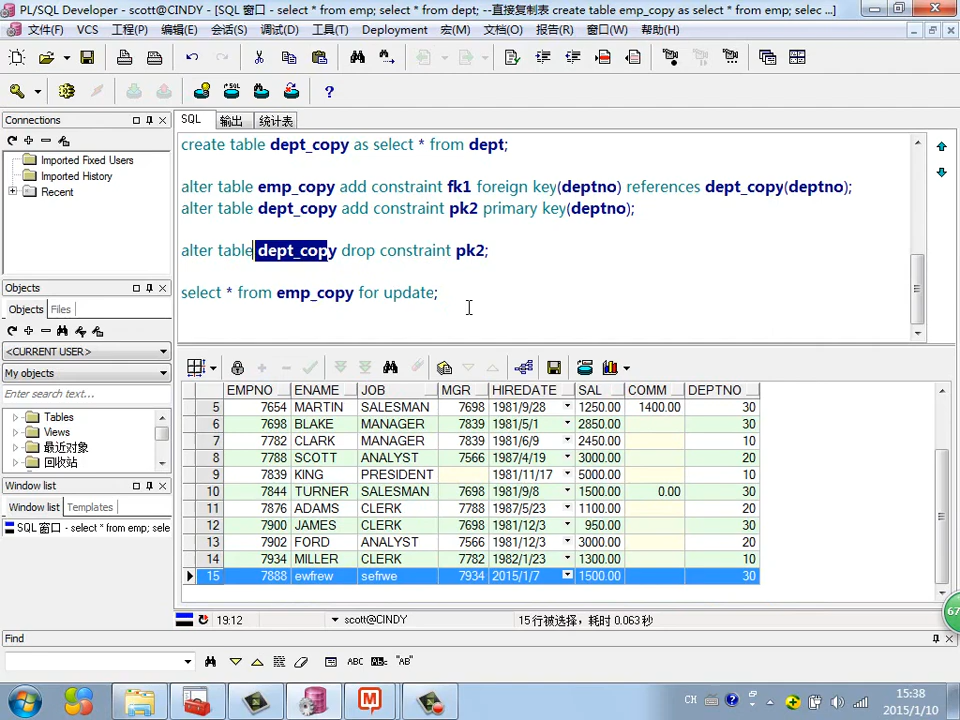 PL/SQL Developer - scott@CINDY - [SQL 窗口 - select * from emp; select * from dept; --直接复制表 create table emp_copy as select * from emp; selec ...]
文件(F) VCS 工程(P) 编辑(E) 会话(S) 调试(D) 工具(T) Deployment 宏(M) 文档(O) 报告(R) 窗口(W) 帮助(H)
Connections
Imported Fixed Users
Imported History
Recent
Objects
Objects Files
<CURRENT USER>
My objects
Enter search text...
Tables
Views
最近对象
回收站
Window list
Window list Templates
SQL 窗口 - select * from emp; sele
SQL 输出 统计表
create table dept_copy as select * from dept;
alter table emp_copy add constraint fk1 foreign key(deptno) references dept_copy(deptno);
alter table dept_copy add constraint pk2 primary key(deptno);
alter table dept_copy drop constraint pk2;
select * from emp_copy for update;
EMPNO ENAME JOB MGR HIREDATE SAL COMM DEPTNO
5 7654 MARTIN SALESMAN 7698 1981/9/28 1250.00 1400.00 30
6 7698 BLAKE MANAGER 7839 1981/5/1 2850.00 30
7 7782 CLARK MANAGER 7839 1981/6/9 2450.00 10
8 7788 SCOTT ANALYST 7566 1987/4/19 3000.00 20
9 7839 KING PRESIDENT 1981/11/17 5000.00 10
10 7844 TURNER SALESMAN 7698 1981/9/8 1500.00 0.00 30
11 7876 ADAMS CLERK 7788 1987/5/23 1100.00 20
12 7900 JAMES CLERK 7698 1981/12/3 950.00 30
13 7902 FORD ANALYST 7566 1981/12/3 3000.00 20
14 7934 MILLER CLERK 7782 1982/1/23 1300.00 10
15 7888 ewfrew sefrwe 7934 2015/1/7 1500.00 30
19:12 scott@CINDY 15行被选择，耗时 0.063秒
67
Find
ABC ABc "AB"
CH 15:38
2015/1/10